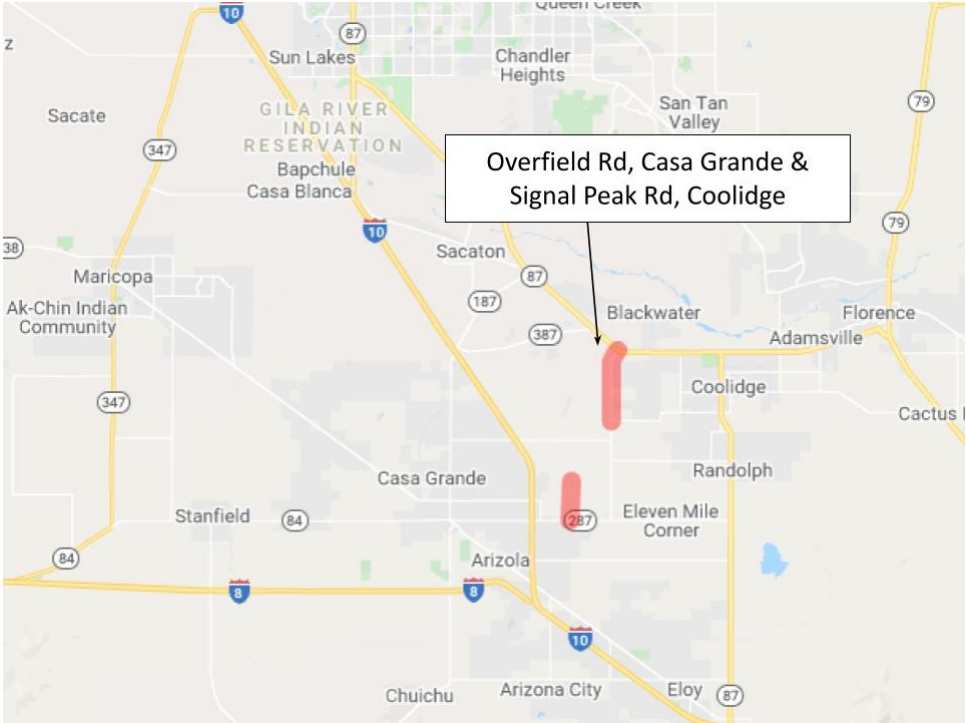 Queen Creek
10
87
Sun Lakes
Chandler
Heights
z
79
San Tan
Valley
GILA RIVER
INDIAN
RESERVATION
Sacate
347
Overfield Rd, Casa Grande &
Signal Peak Rd, Coolidge
Bapchule
Casa Blanca
79
10
38
Sacaton
Maricopa
87
187
Ak-Chin Indian
Community
Blackwater
Florence
387
Adamsville
Coolidge
347
Cactus
Casa Grande
Randolph
Stanfield
84
287
Eleven Mile
Corner
84
Arizola
8
8
10
Chuichu
Arizona City
Eloy
87